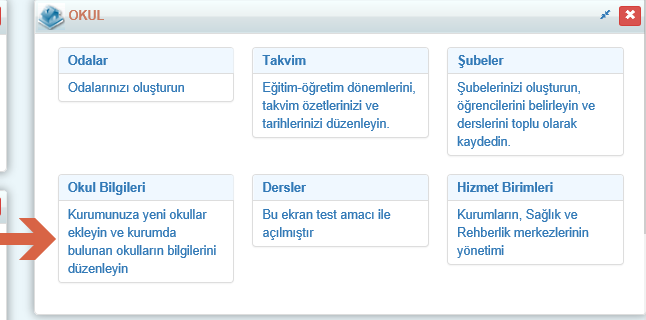 OKUL
Odalar
Odalarınızı oluşturun
Takvim
Eğitim-öğretim dönemlerini,
takvim özetlerinizi ve
tarihlerinizi düzenleyin.
Şubeler
Şubelerinizi oluşturun,
öğrencilerini belirleyin ve
derslerini toplu olarak
kaydedin.
Okul Bilgileri
Kurumunuza yeni okullar
ekleyin ve kurumda
bulunan okulların bilgilerini
düzenleyin
Dersler
Bu ekran test amacı ile
açılmıştır
Hizmet Birimleri
Kurumların, Sağlık ve
Rehberlik merkezlerinin
yönetimi